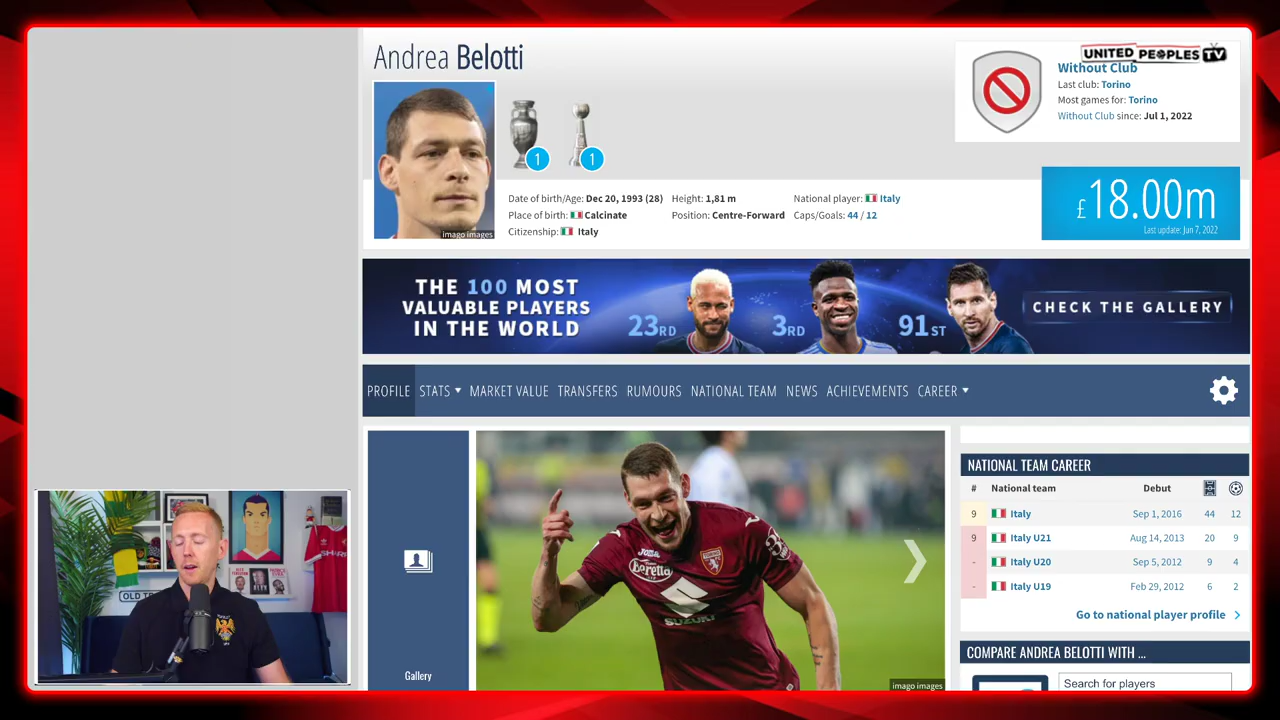 Andrea Belotti
UNITED PEOPLES TV
Without Club
Last club: Torino
Most games for: Torino
Without Club since: Jul 1, 2022
1
1
imago images
Date of birth/Age: Dec 20, 1993 (28)
Place of birth: Calcinate
Citizenship: Italy
Height: 1,81 m
Position: Centre-Forward
National player: Italy
Caps/Goals: 44 / 12
£18.00m
Last update: Jun 7, 2022
THE 100 MOST
VALUABLE PLAYERS
IN THE WORLD
23RD
3RD
91ST
CHECK THE GALLERY
PROFILE STATS MARKET VALUE TRANSFERS RUMOURS NATIONAL TEAM NEWS ACHIEVEMENTS CAREER
Gallery
Beretta
SUZUKI
imago images
NATIONAL TEAM CAREER
# National team Debut
9 Italy Sep 1, 2016 44 12
9 Italy U21 Aug 14, 2013 20 9
- Italy U20 Sep 5, 2012 9 4
- Italy U19 Feb 29, 2012 6 2
Go to national player profile
COMPARE ANDREA BELOTTI WITH ...
Search for players
OLD TR
SHARP